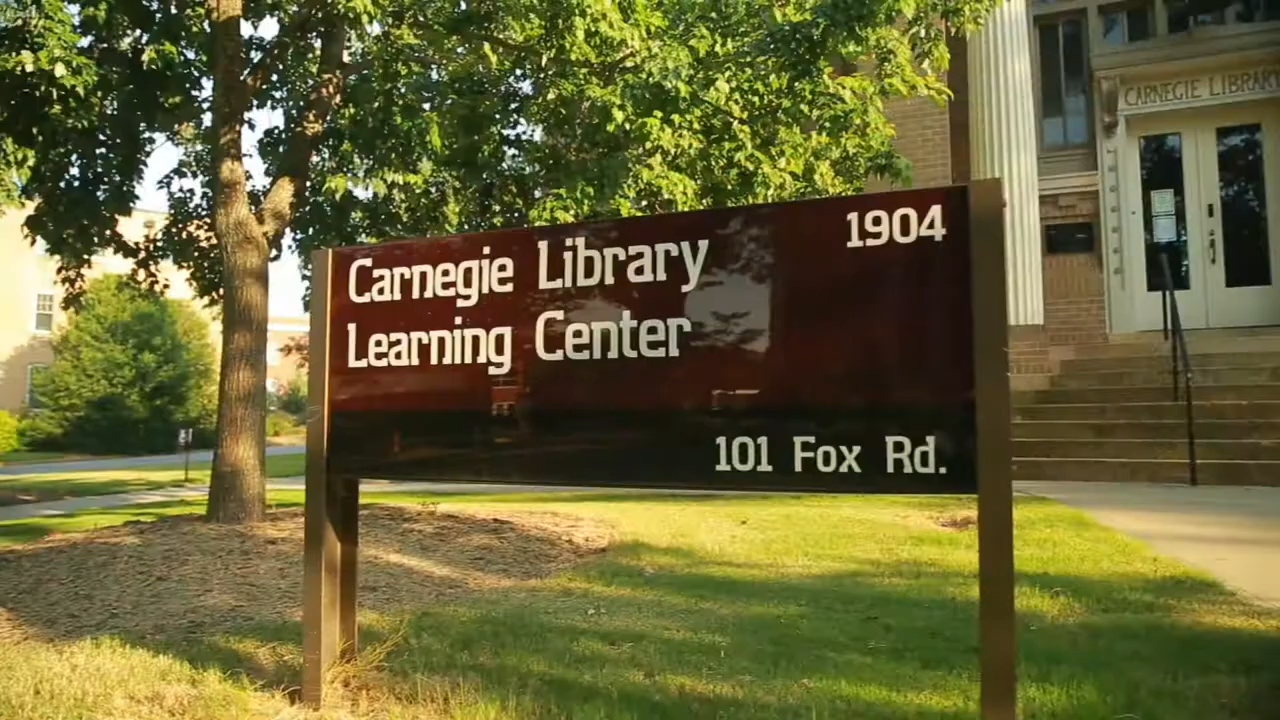 CARNEGIE LIBRARY
1904
Carnegie Library
Learning Center
101 Fox Rd.